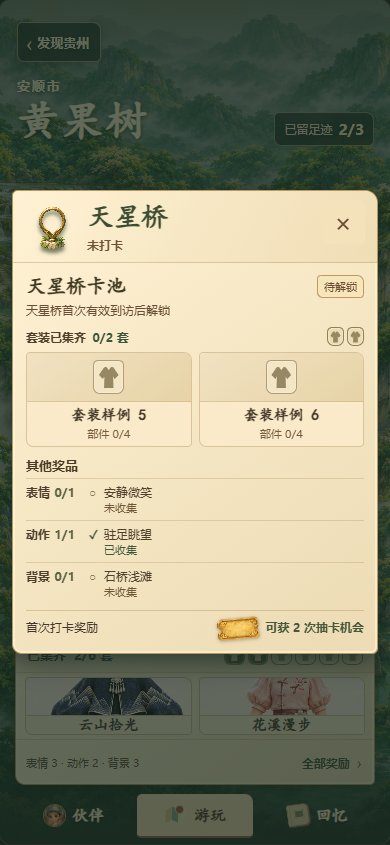 ‹ 发现贵州
安顺市
黄果树
已留足迹 2/3
天星桥
未打卡
×
天星桥卡池
待解锁
天星桥首次有效到访后解锁
套装已集齐 0/2 套
套装样例 5
部件 0/4
套装样例 6
部件 0/4
其他奖品
表情 0/1 ○ 安静微笑
未收集
动作 1/1 ✓ 驻足眺望
已收集
背景 0/1 ○ 石桥浅滩
未收集
首次打卡奖励
可获 2 次抽卡机会
已集齐 2/6 套
云山拾光
花溪漫步
表情 3 · 动作 2 · 背景 3
全部奖励 ›
伙伴
游玩
回忆